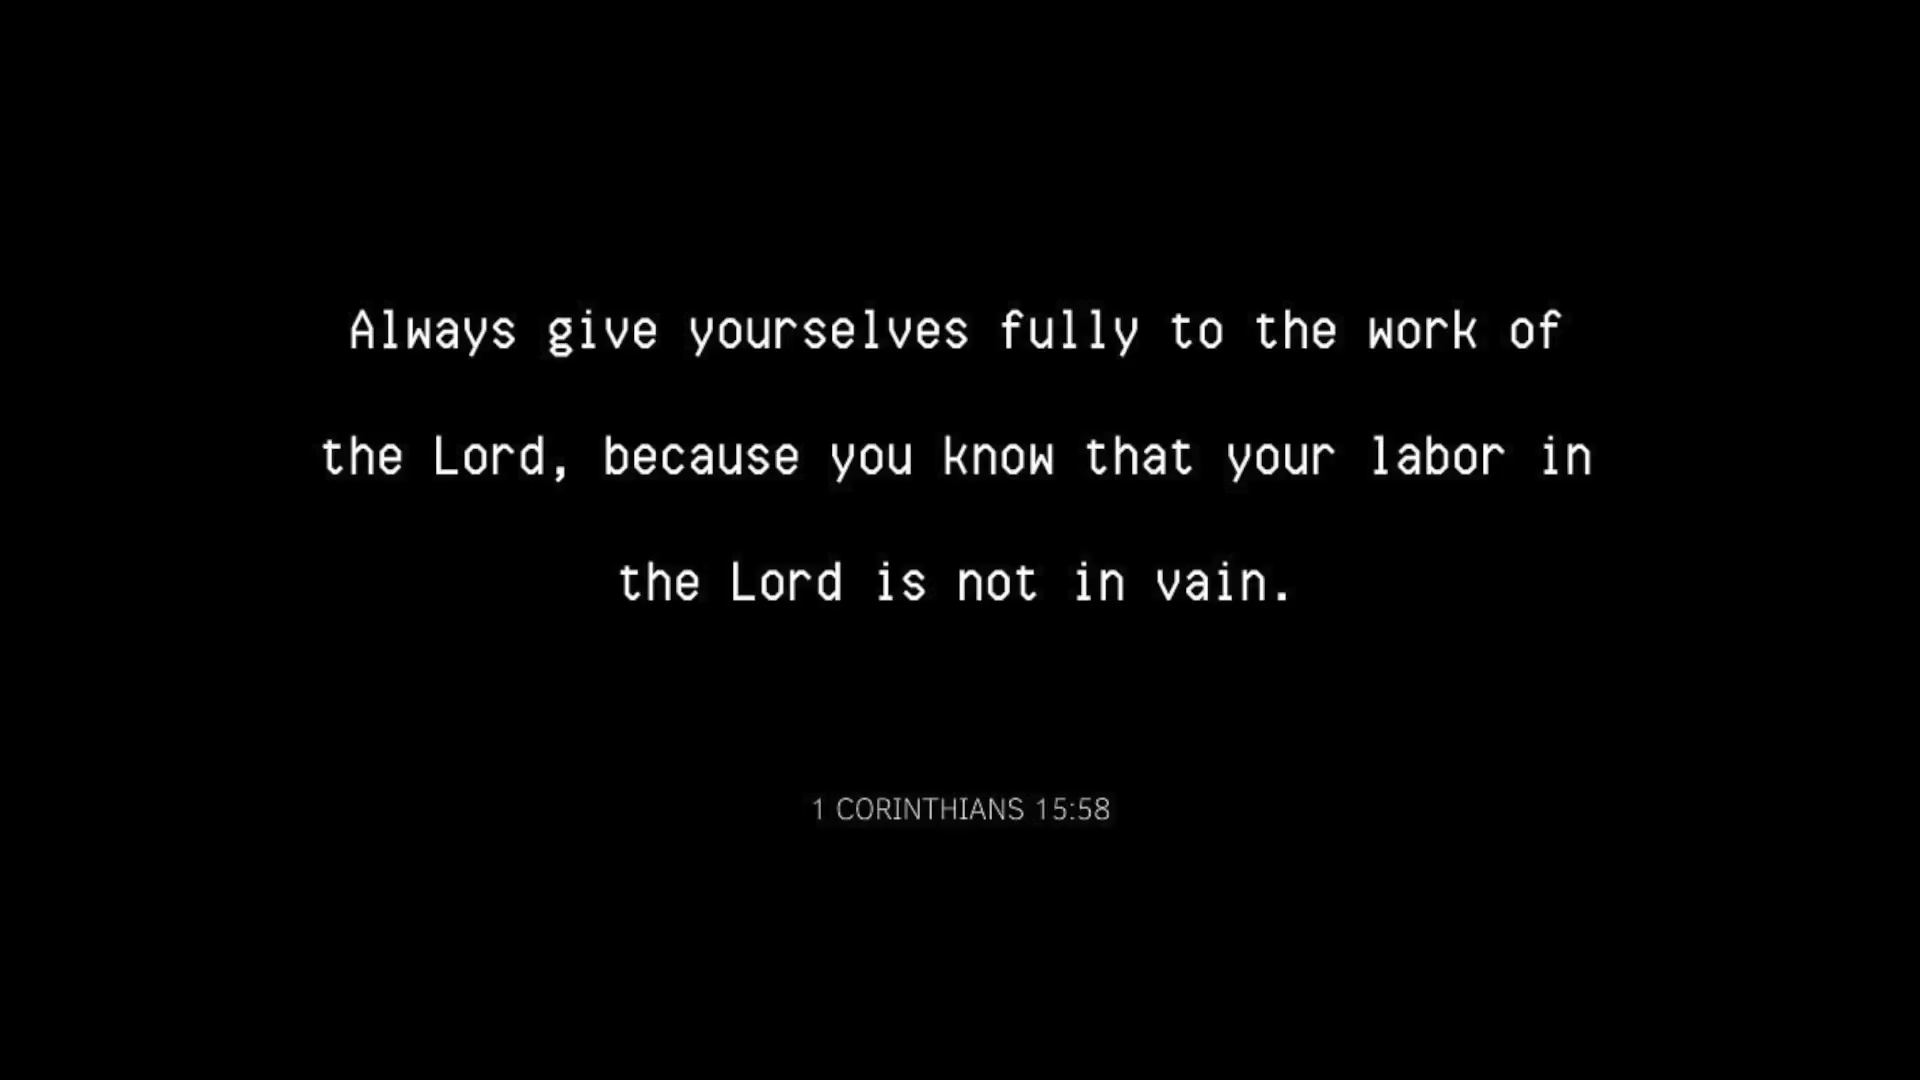 Always give yourselves fully to the work of
the Lord, because you know that your labor in
the Lord is not in vain.
1 CORINTHIANS 15:58